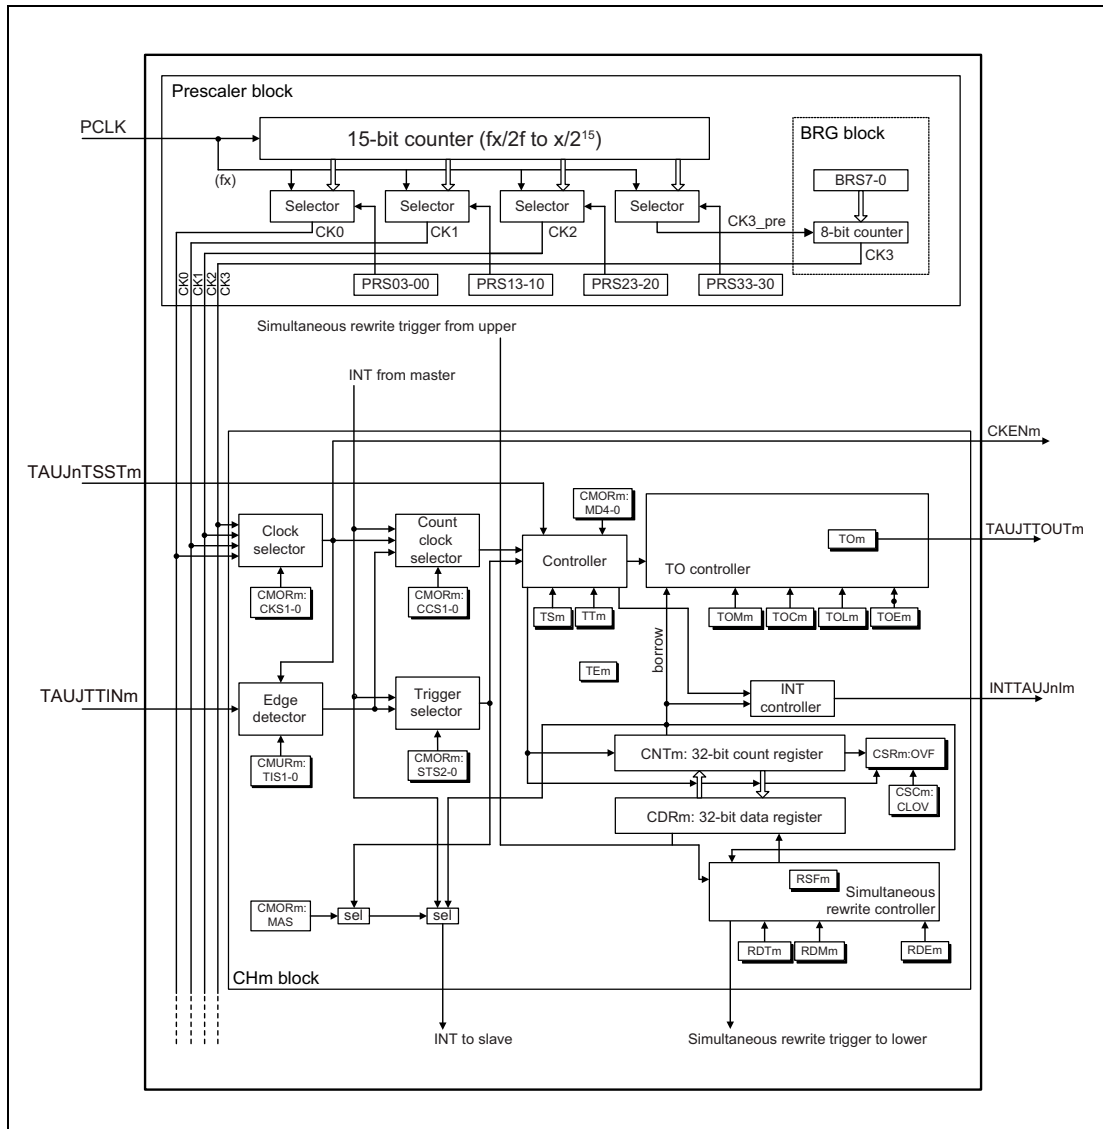 Prescaler block
PCLK
15-bit counter (fx/2f to x/2¹⁵)
BRG block
(fx)
BRS7-0
Selector
Selector
Selector
Selector
CK3_pre
8-bit counter
CK0
CK1
CK2
CK3
CK0
CK1
CK2
CK3
PRS03-00
PRS13-10
PRS23-20
PRS33-30
Simultaneous rewrite trigger from upper
INT from master
CKENm
TAUJnTSSTm
CMORm:
MD4-0
Clock
selector
Count
clock
selector
Controller
TOm
TO controller
TAUJTTOUTm
CMORm:
CKS1-0
CMORm:
CCS1-0
TSm
TTm
TOMm
TOCm
TOLm
TOEm
borrow
TEm
TAUJTTINm
Edge
detector
Trigger
selector
INT
controller
INTTAUJnIm
CMURm:
TIS1-0
CMORm:
STS2-0
CNTm: 32-bit count register
CSRm:OVF
CSCm:
CLOV
CDRm: 32-bit data register
RSFm
Simultaneous
rewrite controller
CMORm:
MAS
sel
sel
RDTm
RDMm
RDEm
CHm block
INT to slave
Simultaneous rewrite trigger to lower